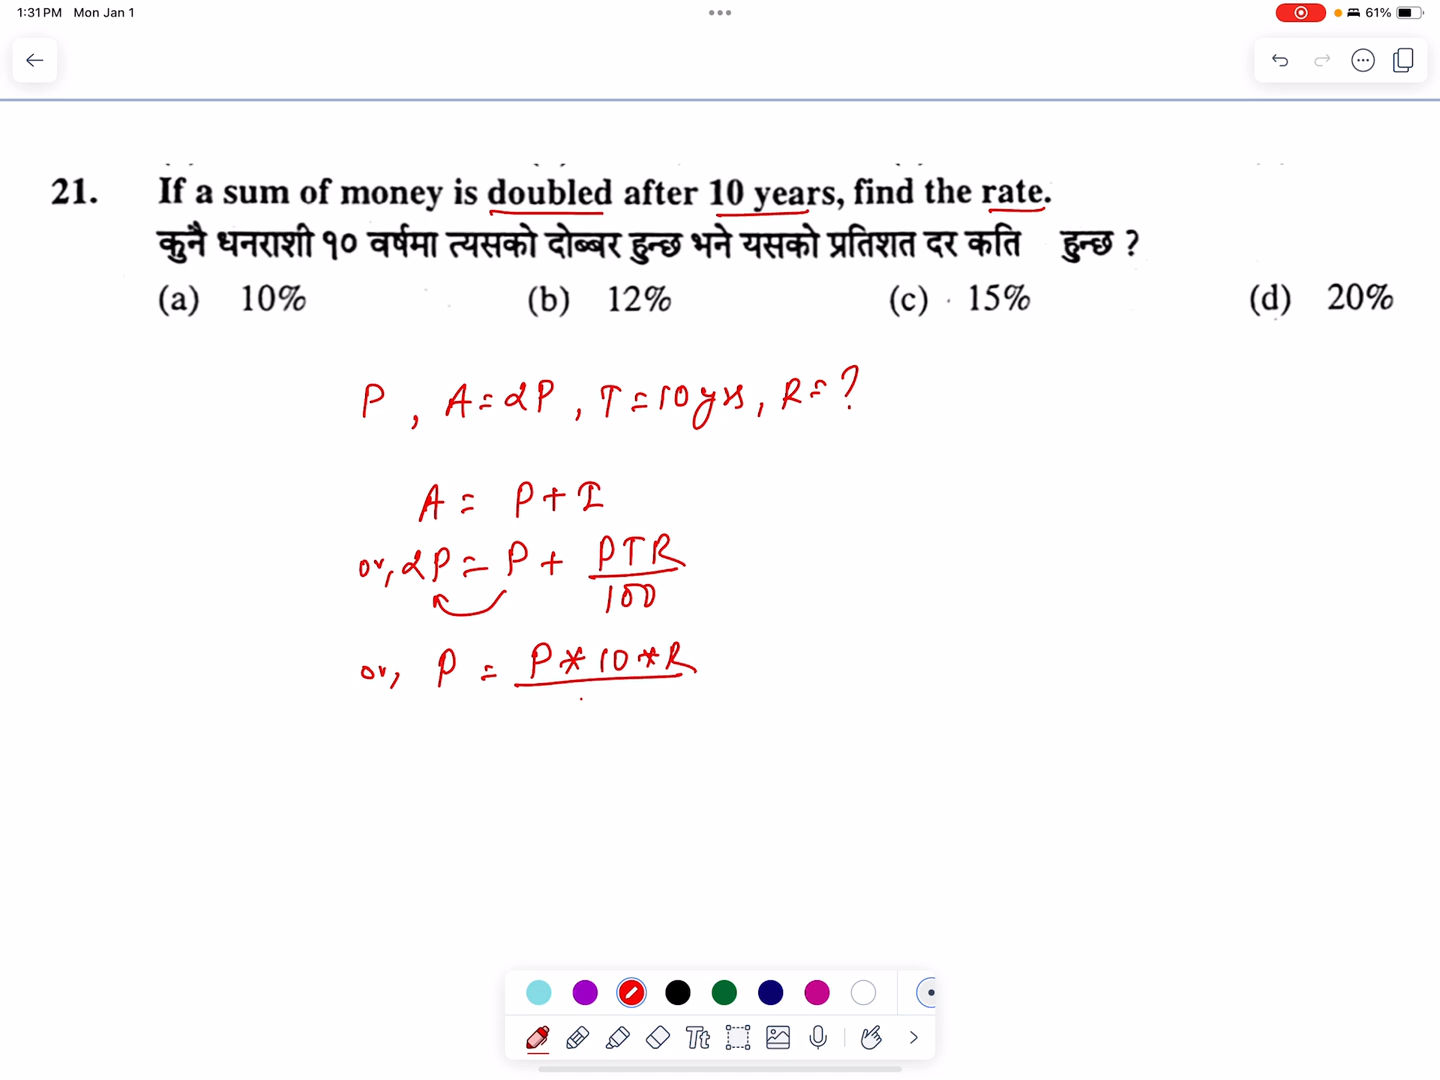 1:31 PM Mon Jan 1
61%
21. If a sum of money is doubled after 10 years, find the rate.
कुनै धनराशी १० वर्षमा त्यसको दोब्बर हुन्छ भने यसको प्रतिशत दर कति हुन्छ ?
(a) 10% (b) 12% (c) 15% (d) 20%
P, A=2P, T=10yrs, R=?
A = P+I
or, 2P = P + PTR
100
or, P = P*10*R
Tt